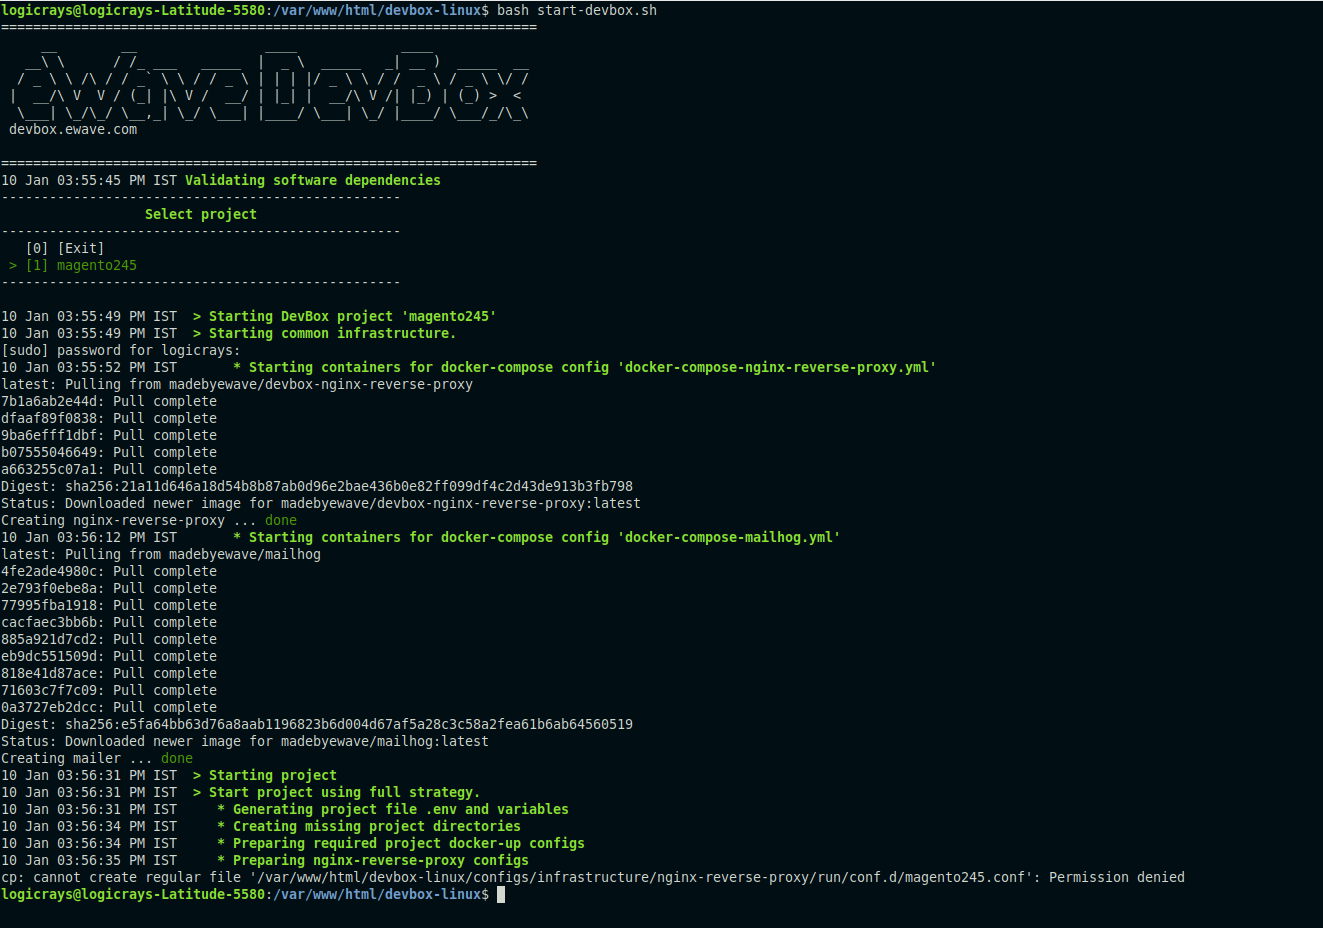 logicrays@logicrays-Latitude-5580:/var/www/html/devbox-linux$ bash start-devbox.sh
===================================================================
eWave DevBox
devbox.ewave.com
===================================================================
10 Jan 03:55:45 PM IST Validating software dependencies
--------------------------------------------------
Select project
--------------------------------------------------
[0] [Exit]
> [1] magento245
--------------------------------------------------
10 Jan 03:55:49 PM IST  > Starting DevBox project 'magento245'
10 Jan 03:55:49 PM IST  > Starting common infrastructure.
[sudo] password for logicrays:
10 Jan 03:55:52 PM IST       * Starting containers for docker-compose config 'docker-compose-nginx-reverse-proxy.yml'
latest: Pulling from madebyewave/devbox-nginx-reverse-proxy
7b1a6ab2e44d: Pull complete
dfaaf89f0838: Pull complete
9ba6efff1dbf: Pull complete
b07555046649: Pull complete
a663255c07a1: Pull complete
Digest: sha256:21a11d646a18d54b8b87ab0d96e2bae436b0e82ff099df4c2d43de913b3fb798
Status: Downloaded newer image for madebyewave/devbox-nginx-reverse-proxy:latest
Creating nginx-reverse-proxy ... done
10 Jan 03:56:12 PM IST       * Starting containers for docker-compose config 'docker-compose-mailhog.yml'
latest: Pulling from madebyewave/mailhog
4fe2ade4980c: Pull complete
2e793f0ebe8a: Pull complete
77995fba1918: Pull complete
cacfaec3bb6b: Pull complete
885a921d7cd2: Pull complete
eb9dc551509d: Pull complete
818e41d87ace: Pull complete
71603c7f7c09: Pull complete
0a3727eb2dcc: Pull complete
Digest: sha256:e5fa64bb63d76a8aab1196823b6d004d67af5a28c3c58a2fea61b6ab64560519
Status: Downloaded newer image for madebyewave/mailhog:latest
Creating mailer ... done
10 Jan 03:56:31 PM IST  > Starting project
10 Jan 03:56:31 PM IST  > Start project using full strategy.
10 Jan 03:56:31 PM IST     * Generating project file .env and variables
10 Jan 03:56:34 PM IST     * Creating missing project directories
10 Jan 03:56:34 PM IST     * Preparing required project docker-up configs
10 Jan 03:56:35 PM IST     * Preparing nginx-reverse-proxy configs
cp: cannot create regular file '/var/www/html/devbox-linux/configs/infrastructure/nginx-reverse-proxy/run/conf.d/magento245.conf': Permission denied
logicrays@logicrays-Latitude-5580:/var/www/html/devbox-linux$